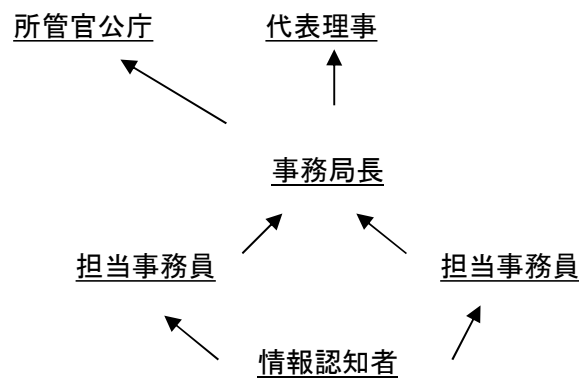 所管官公庁
代表理事
事務局長
担当事務員
担当事務員
情報認知者